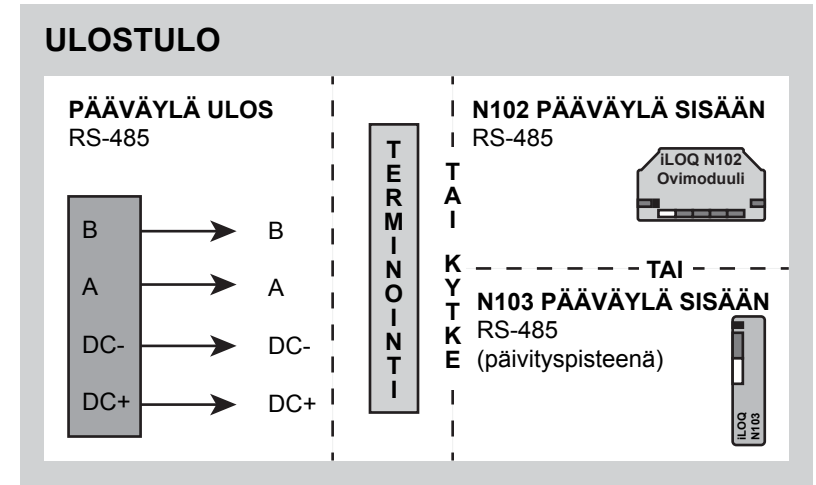 ULOSTULO
PÄÄVÄYLÄ ULOS
RS-485
B
B
A
A
DC-
DC-
DC+
DC+
TERMINOINTI
TAI KYTKE
N102 PÄÄVÄYLÄ SISÄÄN
RS-485
iLOQ N102
Ovimoduuli
TAI
N103 PÄÄVÄYLÄ SISÄÄN
RS-485
(päivityspisteenä)
iLOQ
N103